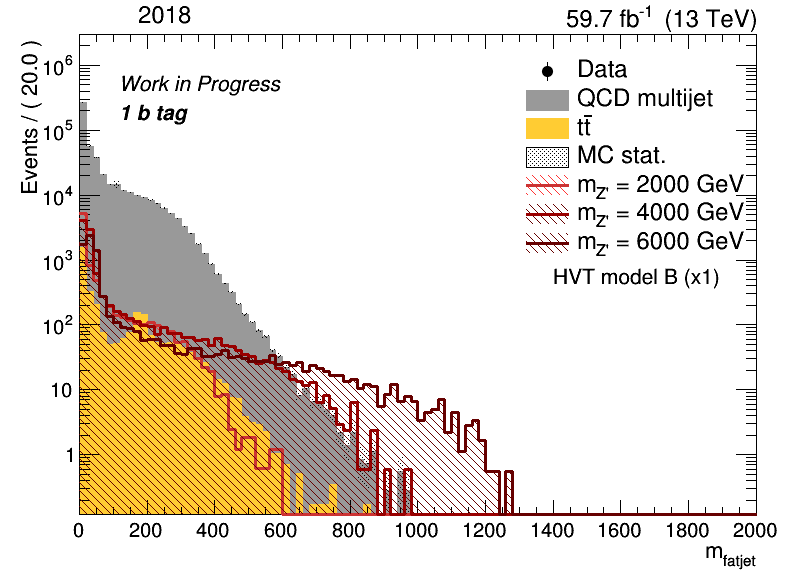 2018
59.7 fb⁻¹ (13 TeV)
Events / ( 20.0 )
10⁶
10⁵
10⁴
10³
10²
10
1
Work in Progress
1 b tag
Data
QCD multijet
tt̄
MC stat.
m_Z' = 2000 GeV
m_Z' = 4000 GeV
m_Z' = 6000 GeV
HVT model B (x1)
0 200 400 600 800 1000 1200 1400 1600 1800 2000
m_fatjet